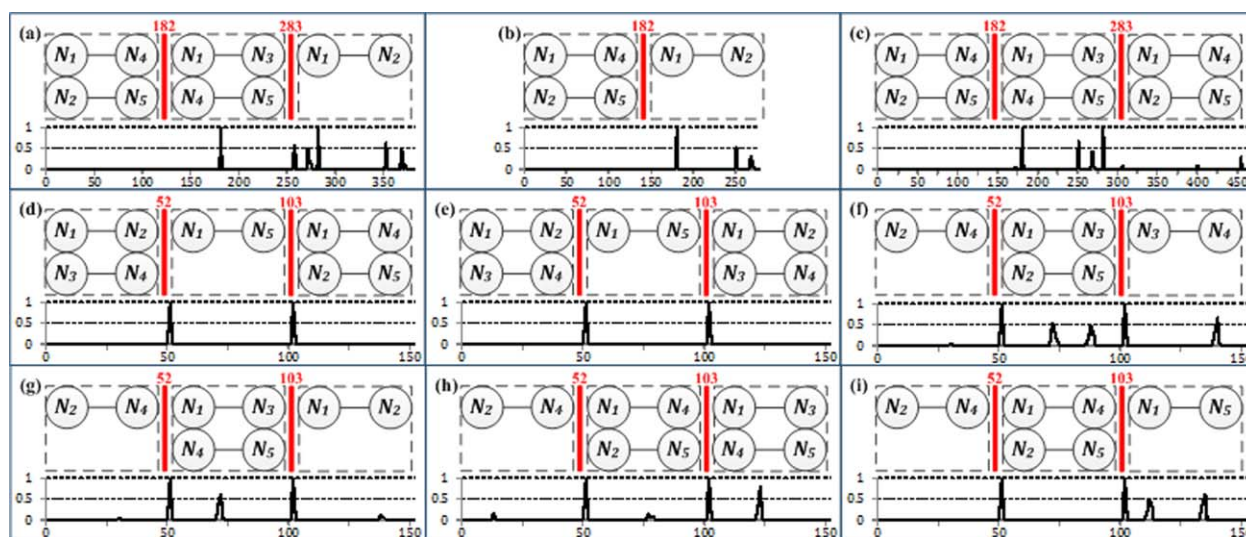 (a) 182 283
N1 N4 N1 N3 N1 N2
N2 N5 N4 N5
1
0.5
0
0 50 100 150 200 250 300 350
(b) 182
N1 N4 N1 N2
N2 N5
1
0.5
0
0 50 100 150 200 250
(c) 182 283
N1 N4 N1 N3 N1 N4
N2 N5 N4 N5 N2 N5
1
0.5
0
0 50 100 150 200 250 300 350 400 450
(d) 52 103
N1 N2 N1 N5 N1 N4
N3 N4 N2 N5
1
0.5
0
0 50 100 150
(e) 52 103
N1 N2 N1 N5 N1 N2
N3 N4 N3 N4
1
0.5
0
0 50 100 150
(f) 52 103
N2 N4 N1 N3 N3 N4
N2 N5
1
0.5
0
0 50 100 150
(g) 52 103
N2 N4 N1 N3 N1 N2
N4 N5
1
0.5
0
0 50 100 150
(h) 52 103
N2 N4 N1 N4 N1 N3
N2 N5 N4 N5
1
0.5
0
0 50 100 150
(i) 52 103
N2 N4 N1 N4 N1 N5
N2 N5
1
0.5
0
0 50 100 150